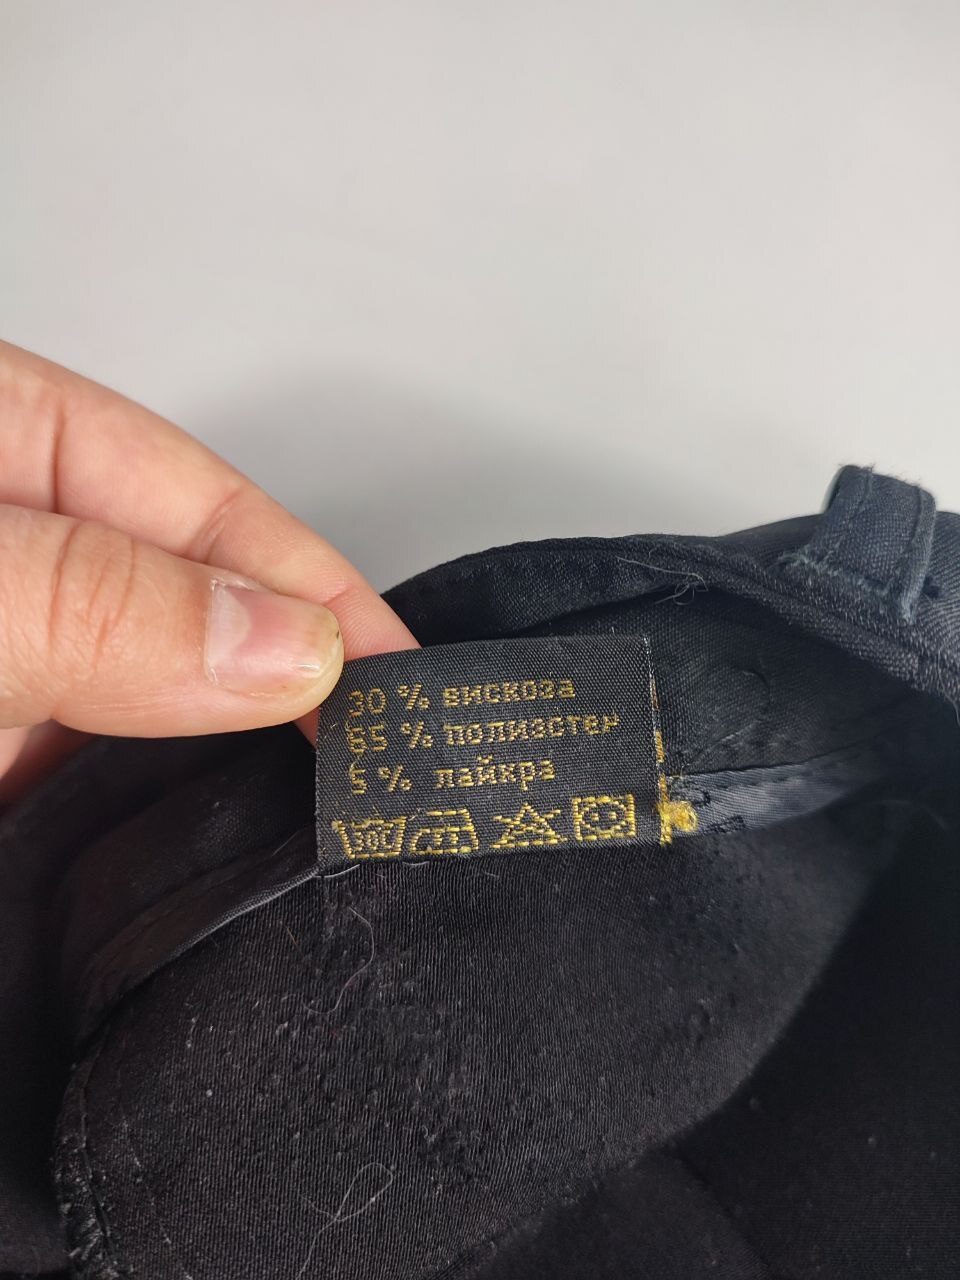 30 % вискоза
65 % полиэстер
5 % лайкра